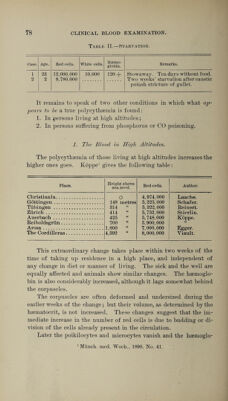 78 CLINICAL BLOOD EXAMINATION.
Table II.—Starvation.
Case. Age. Red cells. White cells. Hæmoglobin. Remarks.
1 23 12,000,000 10,000 120 + Stowaway. Ten days without food.
2 2 8,780,000 Two weeks' starvation after caustic potash stricture of gullet.
It remains to speak of two other conditions in which what appears to be a true polycythæmia is found:
1. In persons living at high altitudes;
2. In persons suffering from phosphorus or CO poisoning.
1. The Blood in High Altitudes.
The polycythæmia of those living at high altitudes increases the
higher ones goes. Köppe¹ gives the following table:
Place. Height above sea level. Red cells. Author.
Christiania 0 4,974,000 Laache.
Göttingen 148 metres 5,225,000 Schafer.
Tübingen 314 " 5,322,000 Reinert.
Zürich 414 " 5,752,000 Stierlin.
Auerbach 425 " 5,748,000 Köppe.
Reiboldsgrün 700 " 5,900,000
Arosa 1,800 " 7,000,000 Egger.
The Cordilleras 4,392 " 8,000,000 Viault.
This extraordinary change takes place within two weeks of the
time of taking up residence in a high place, and independent of
any change in diet or manner of living. The sick and the well are
equally affected and animals show similar changes. The hæmoglobin is also considerably increased, although it lags somewhat behind
the corpuscles.
The corpuscles are often deformed and undersized during the
earlier weeks of the change; but their volume, as determined by the
hæmatocrit, is not increased. These changes suggest that the immediate increase in the number of red cells is due to budding or division of the cells already present in the circulation.
Later the poikilocytes and microcytes vanish and the hæmoglo-
¹ Münch. med. Woch., 1890, No. 41.